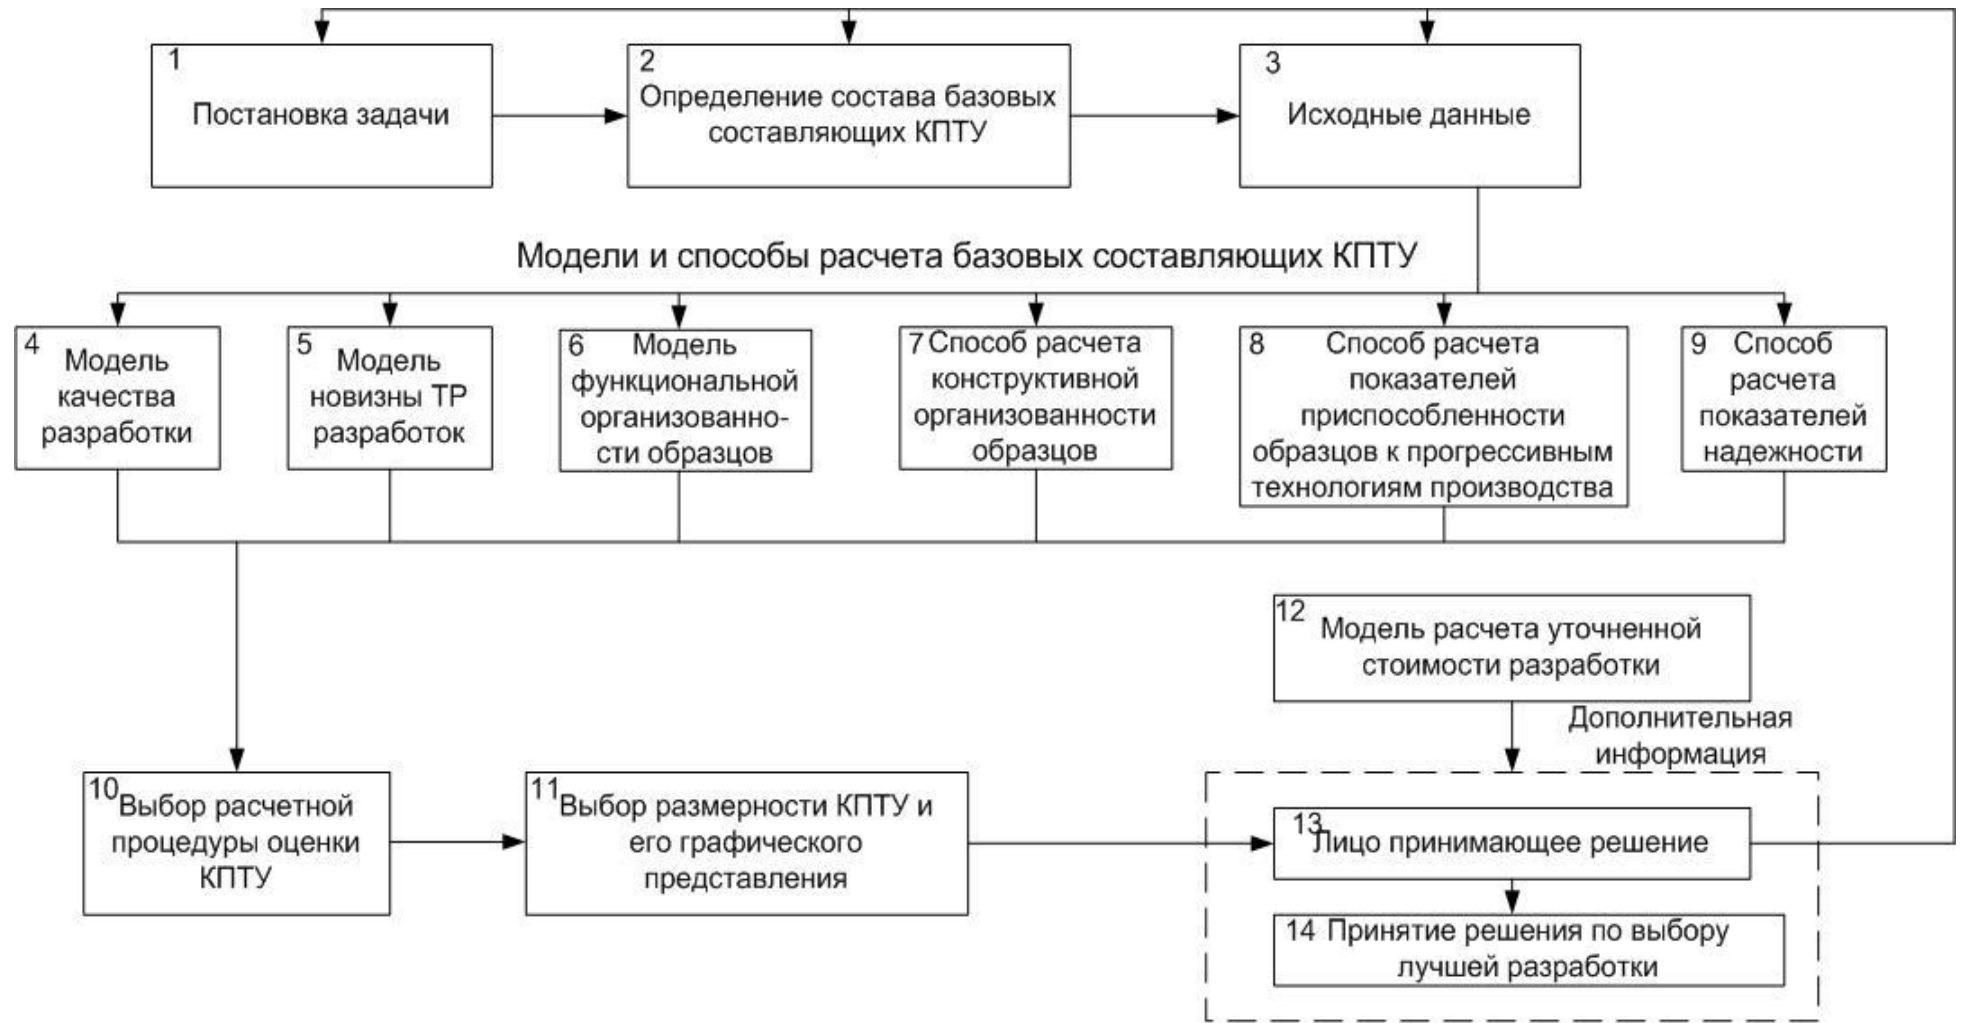 1
Постановка задачи
2
Определение состава базовых
составляющих КПТУ
3
Исходные данные
Модели и способы расчета базовых составляющих КПТУ
4
Модель
качества
разработки
5
Модель
новизны ТР
разработок
6 Модель
функциональной
организованно-
сти образцов
7 Способ расчета
конструктивной
организованности
образцов
8 Способ расчета
показателей
приспособленности
образцов к прогрессивным
технологиям производства
9 Способ
расчета
показателей
надежности
12
Модель расчета уточненной
стоимости разработки
Дополнительная
информация
10
Выбор расчетной
процедуры оценки
КПТУ
11
Выбор размерности КПТУ и
его графического
представления
13
Лицо принимающее решение
14 Принятие решения по выбору
лучшей разработки